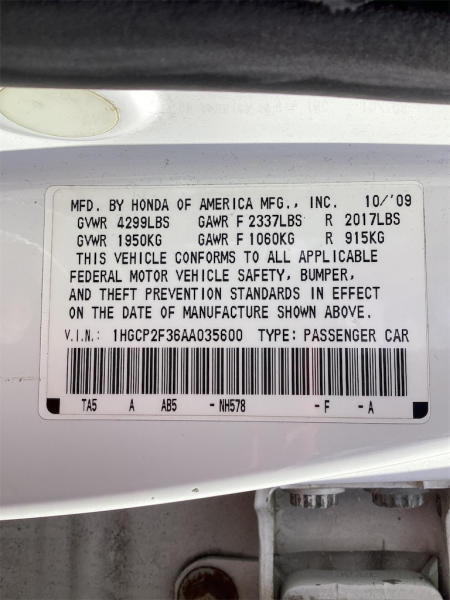 MFD. BY HONDA OF AMERICA MFG., INC. 10/'09
GVWR 4299LBS GAWR F 2337LBS R 2017LBS
GVWR 1950KG GAWR F 1060KG R 915KG
THIS VEHICLE CONFORMS TO ALL APPLICABLE
FEDERAL MOTOR VEHICLE SAFETY, BUMPER,
AND THEFT PREVENTION STANDARDS IN EFFECT
ON THE DATE OF MANUFACTURE SHOWN ABOVE.
V.I.N.: 1HGCP2F36AA035600 TYPE: PASSENGER CAR
TA5 A AB5 -NH578 -F -A